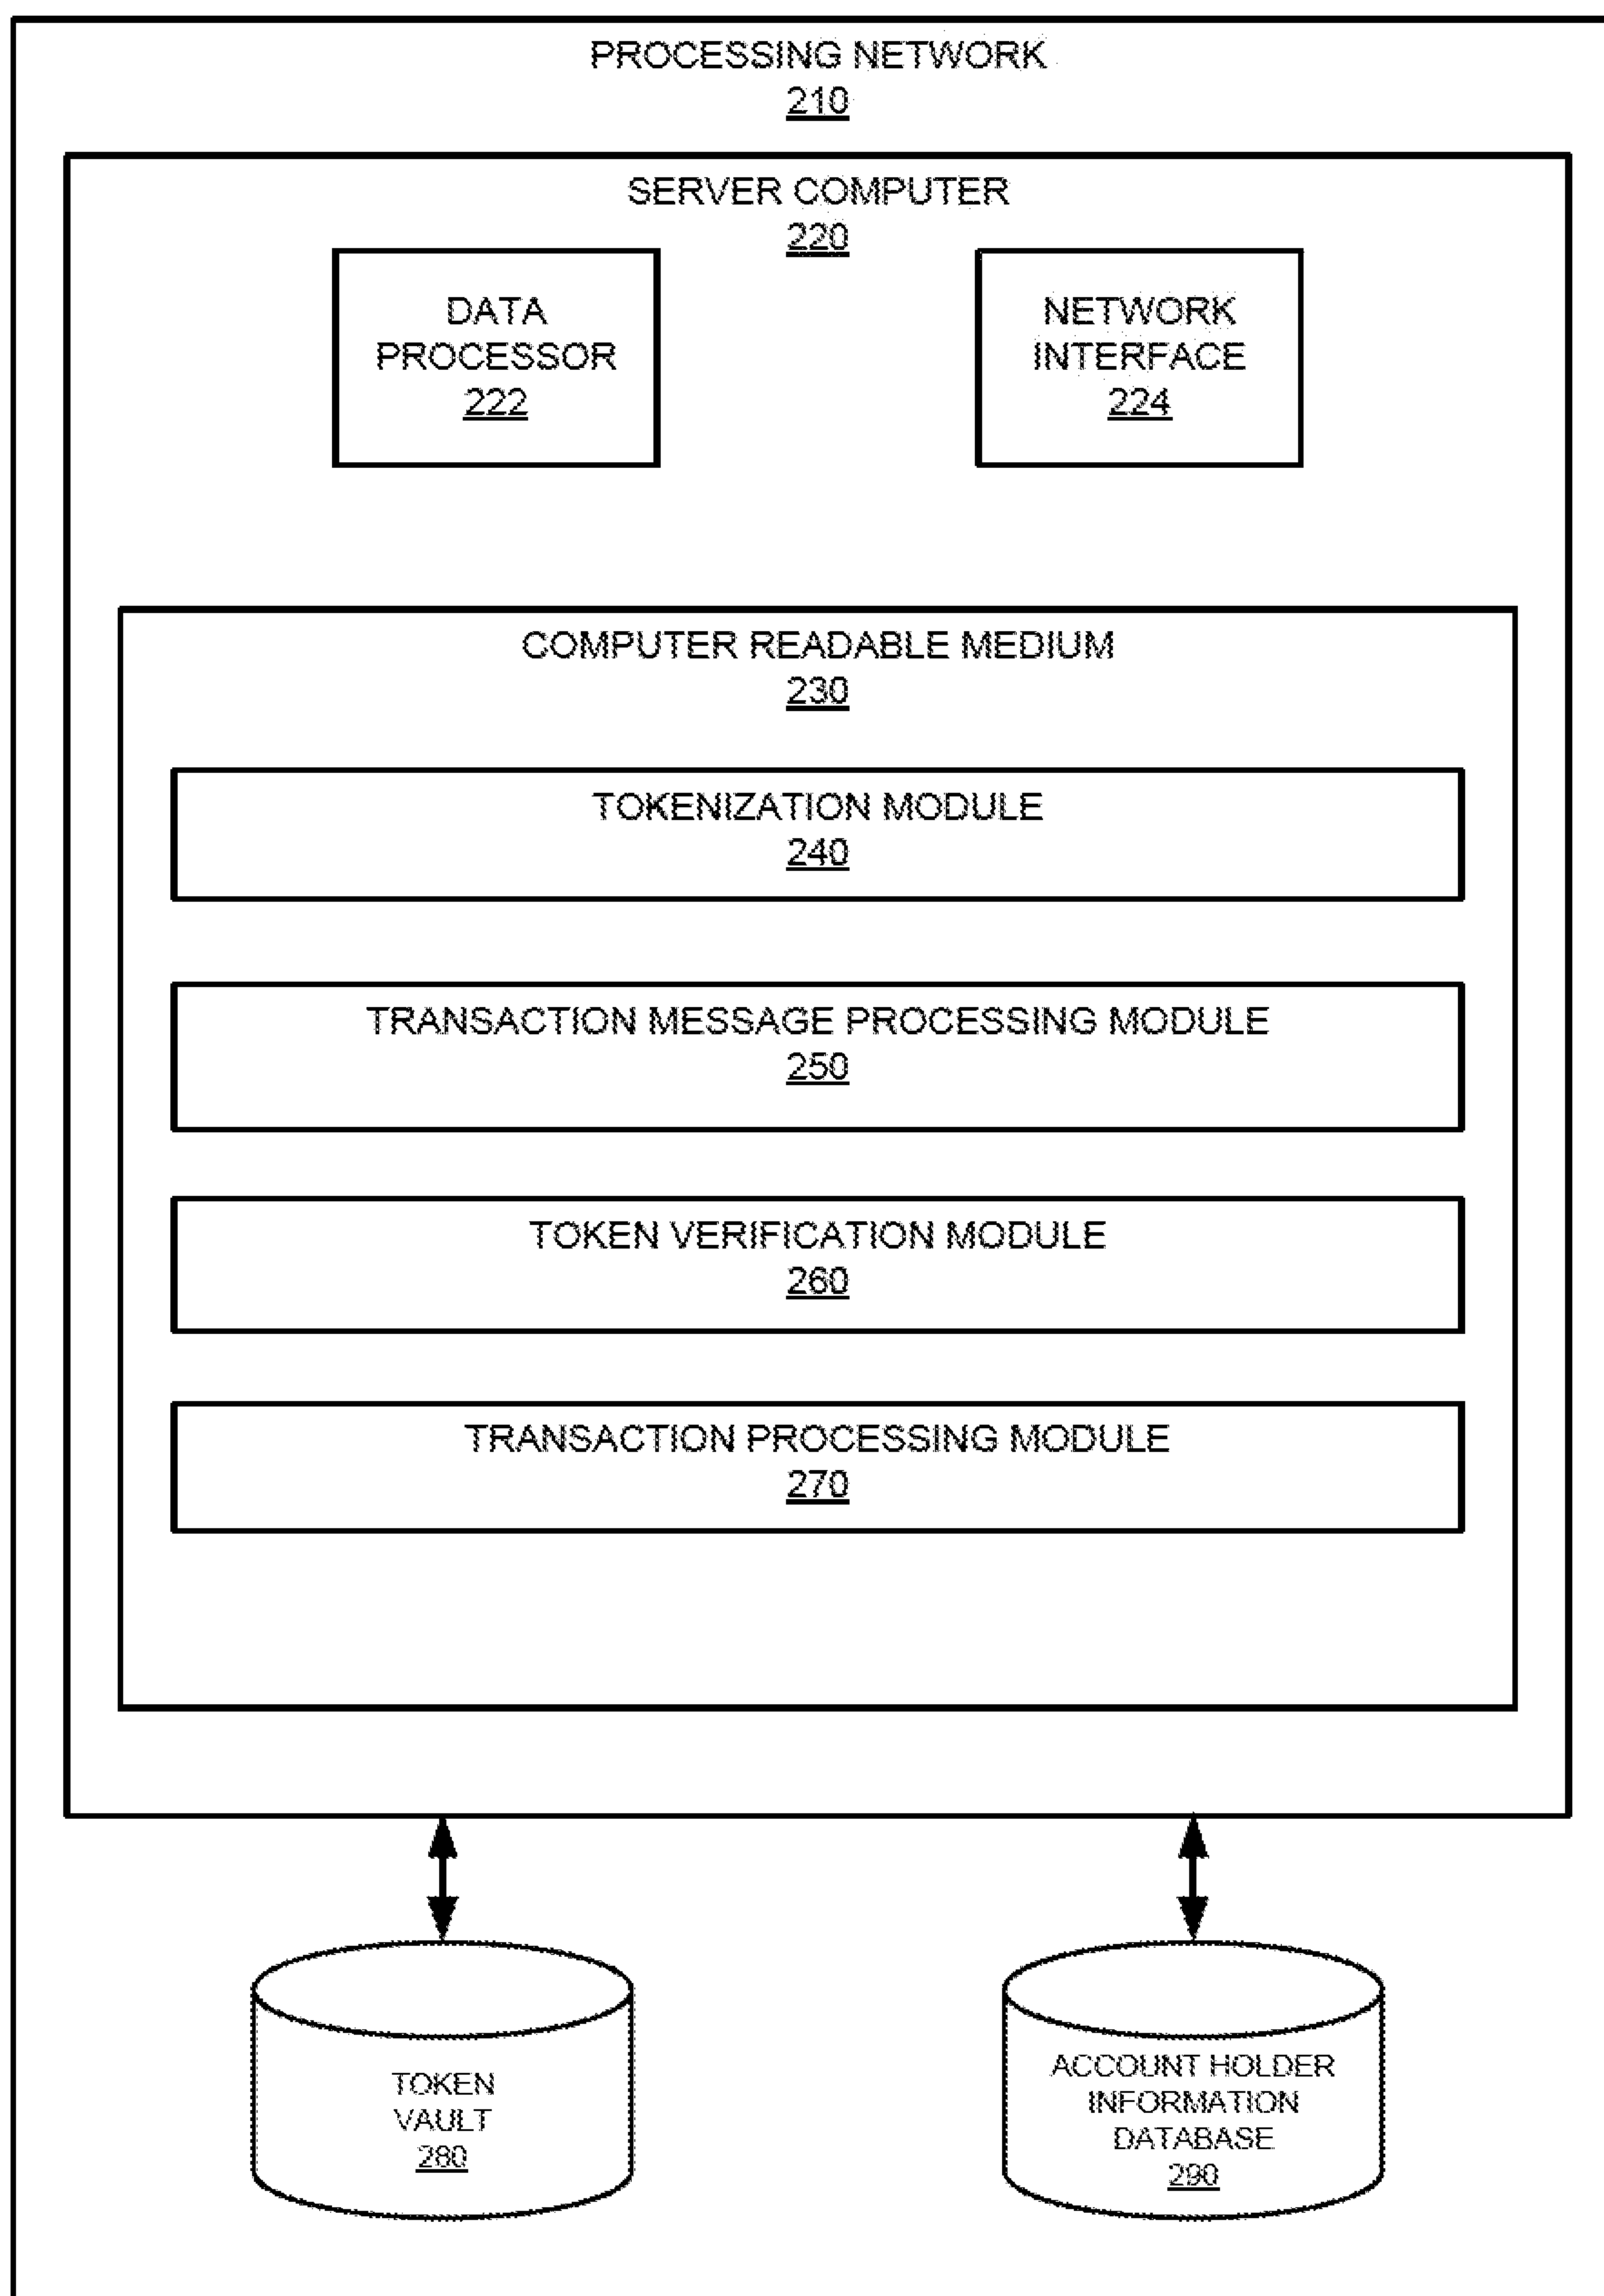 PROCESSING NETWORK
210
SERVER COMPUTER
220
DATA
PROCESSOR
222
NETWORK
INTERFACE
224
COMPUTER READABLE MEDIUM
230
TOKENIZATION MODULE
240
TRANSACTION MESSAGE PROCESSING MODULE
250
TOKEN VERIFICATION MODULE
260
TRANSACTION PROCESSING MODULE
270
TOKEN
VAULT
280
ACCOUNT HOLDER
INFORMATION
DATABASE
290